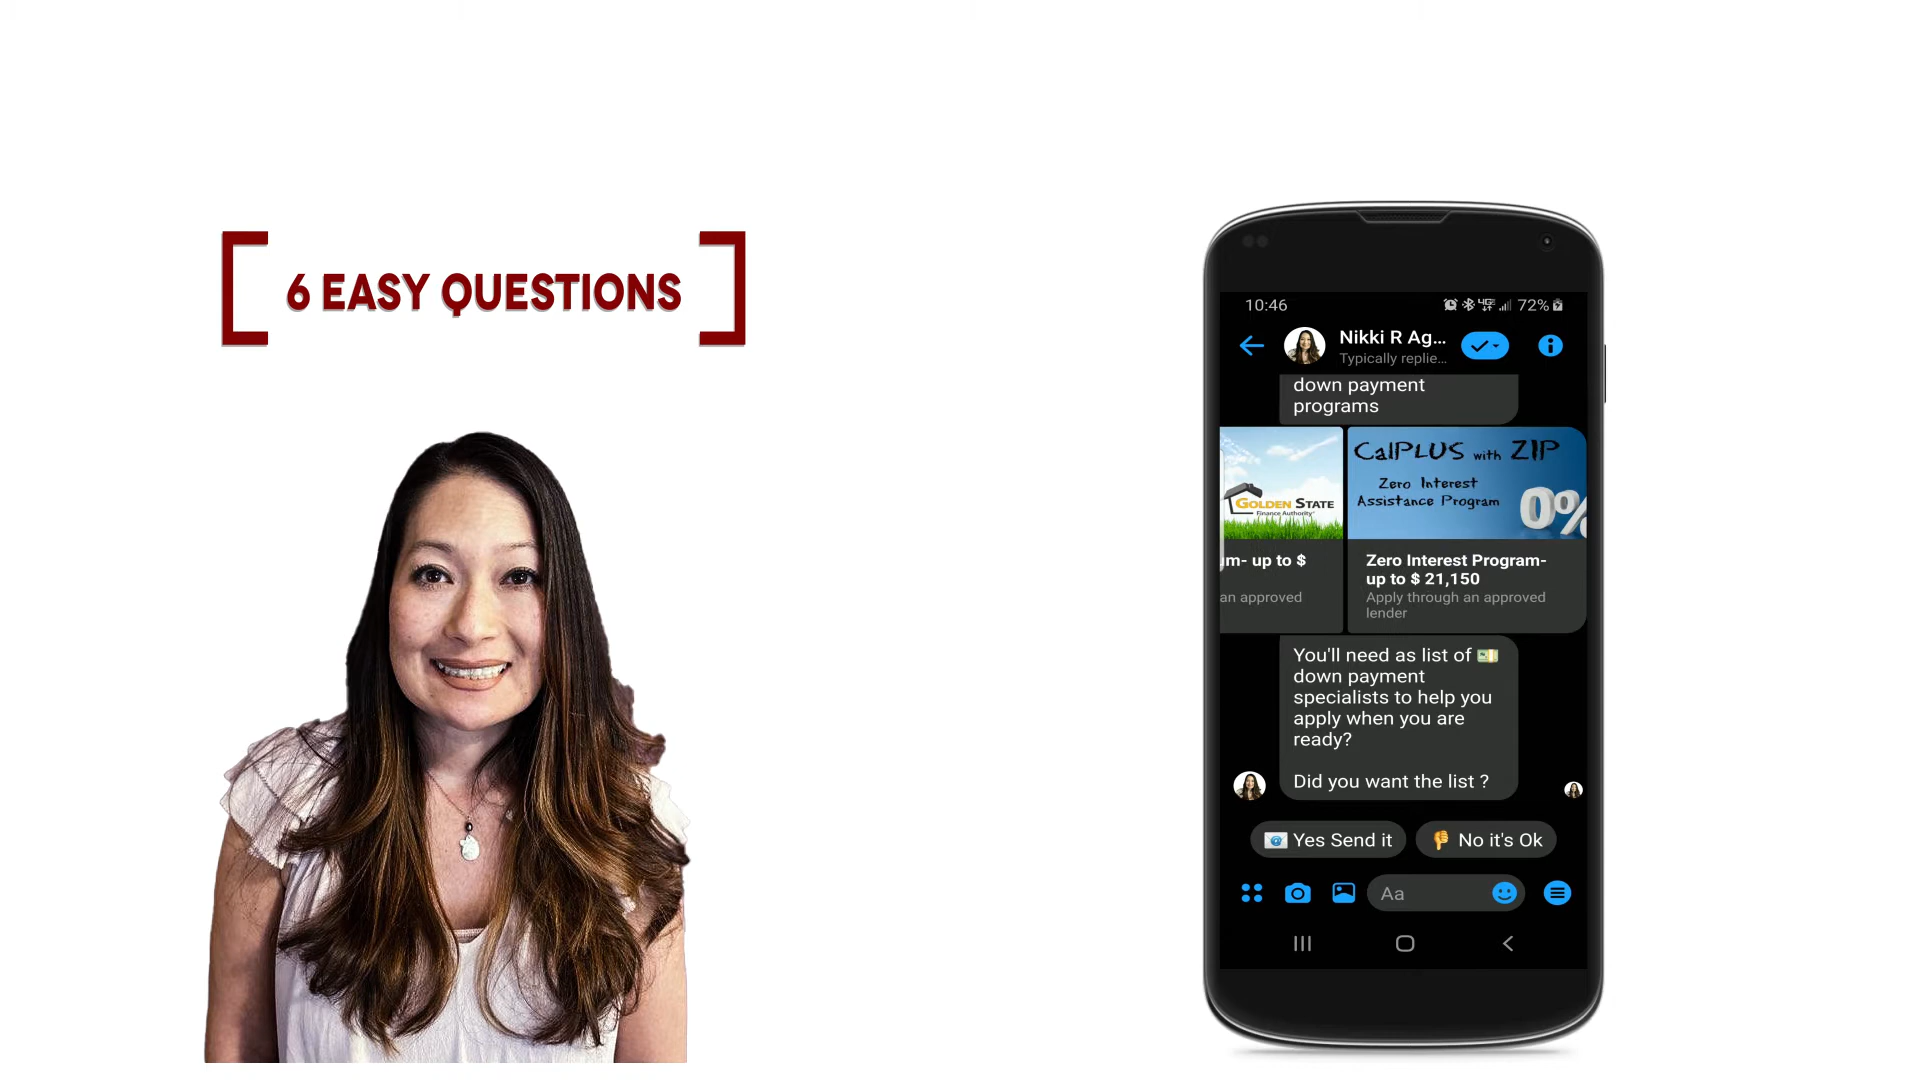 6 EASY QUESTIONS
10:46
72%
Nikki R Ag...
Typically replie...
down payment
programs
GOLDEN STATE
Finance Authority
CalPLUS with ZIP
Zero Interest
Assistance Program
0%
m- up to $
an approved
Zero Interest Program-
up to $ 21,150
Apply through an approved
lender
You'll need as list of
down payment
specialists to help you
apply when you are
ready?
Did you want the list ?
Yes Send it
No it's Ok
Aa